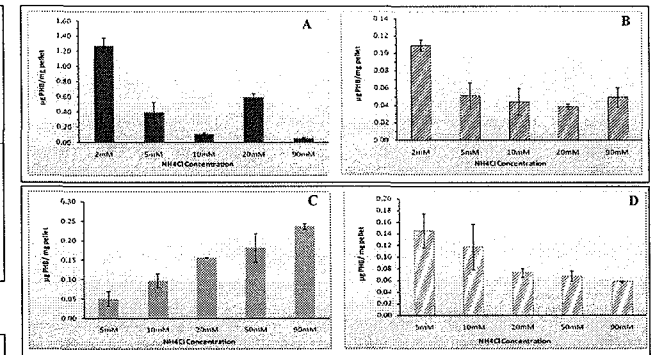 A
µg PHB/mg pellet
1.60
1.40
1.20
1.00
0.80
0.60
0.40
0.20
0.00
2mM 5mM 10mM 20mM 90mM
NH4Cl Concentration
B
µg PHB/mg pellet
0.14
0.12
0.10
0.08
0.06
0.04
0.02
0.00
2mM 5mM 10mM 20mM 90mM
NH4Cl Concentration
C
µg PHB/ mg pellet
0.30
0.25
0.20
0.15
0.10
0.05
0.00
5mM 10mM 20mM 50mM 90mM
NH4Cl Concentration
D
µg PHB/ mg pellet
0.20
0.18
0.16
0.14
0.12
0.10
0.08
0.06
0.04
0.02
0.00
5mM 10mM 20mM 50mM 90mM
NH4Cl Concentration